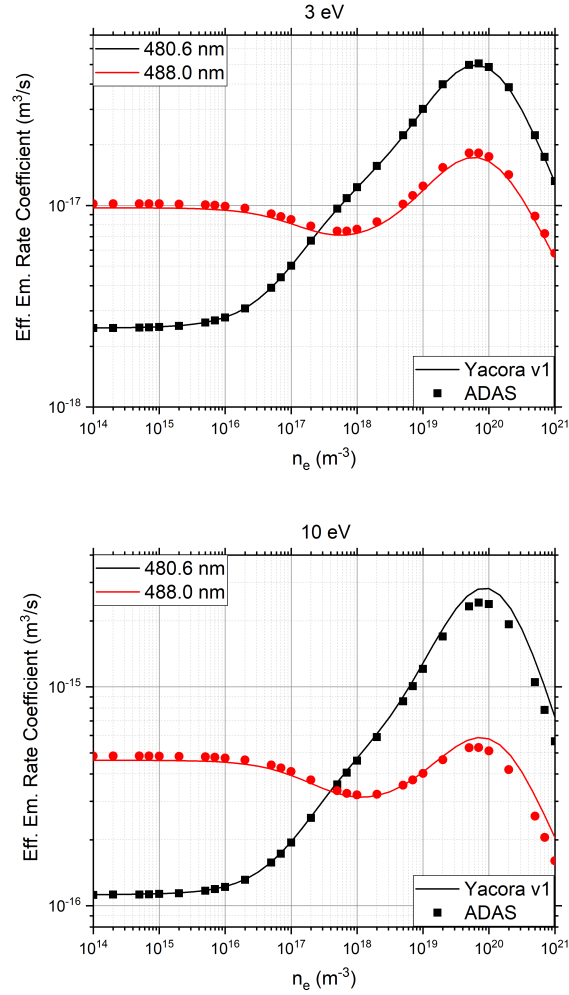 3 eV
480.6 nm
488.0 nm
Eff. Em. Rate Coefficient (m³/s)
10⁻¹⁷
10⁻¹⁸
Yacora v1
ADAS
10¹⁴ 10¹⁵ 10¹⁶ 10¹⁷ 10¹⁸ 10¹⁹ 10²⁰ 10²¹
nₑ (m⁻³)
10 eV
480.6 nm
488.0 nm
Eff. Em. Rate Coefficient (m³/s)
10⁻¹⁵
10⁻¹⁶
Yacora v1
ADAS
10¹⁴ 10¹⁵ 10¹⁶ 10¹⁷ 10¹⁸ 10¹⁹ 10²⁰ 10²¹
nₑ (m⁻³)